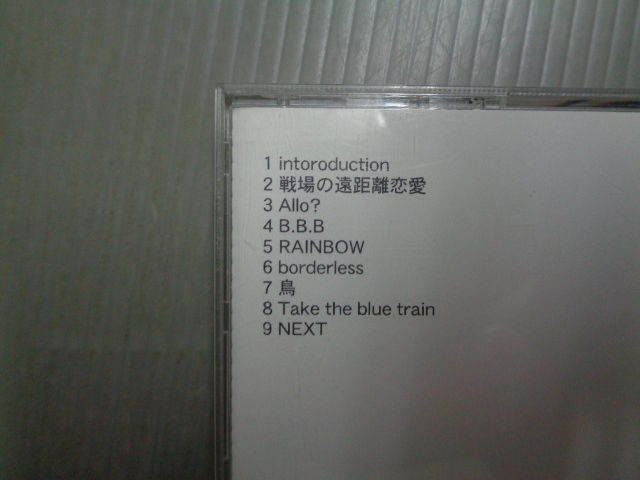 1 intoroduction
2 戦場の遠距離恋愛
3 Allo?
4 B.B.B
5 RAINBOW
6 borderless
7 鳥
8 Take the blue train
9 NEXT